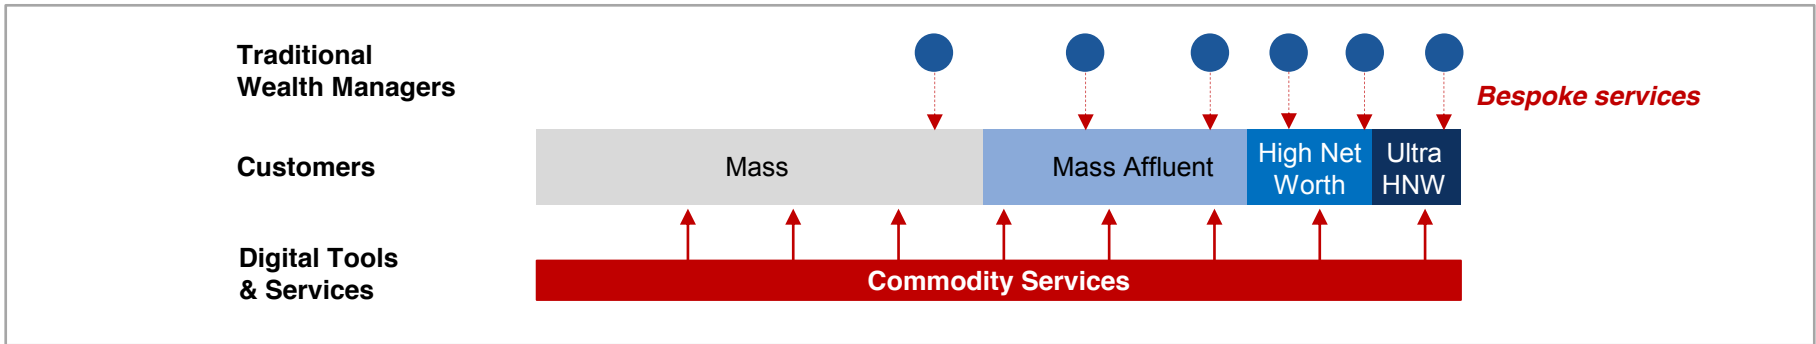 Traditional
Wealth Managers
Bespoke services
Customers
Mass
Mass Affluent
High Net
Worth
Ultra
HNW
Digital Tools
& Services
Commodity Services